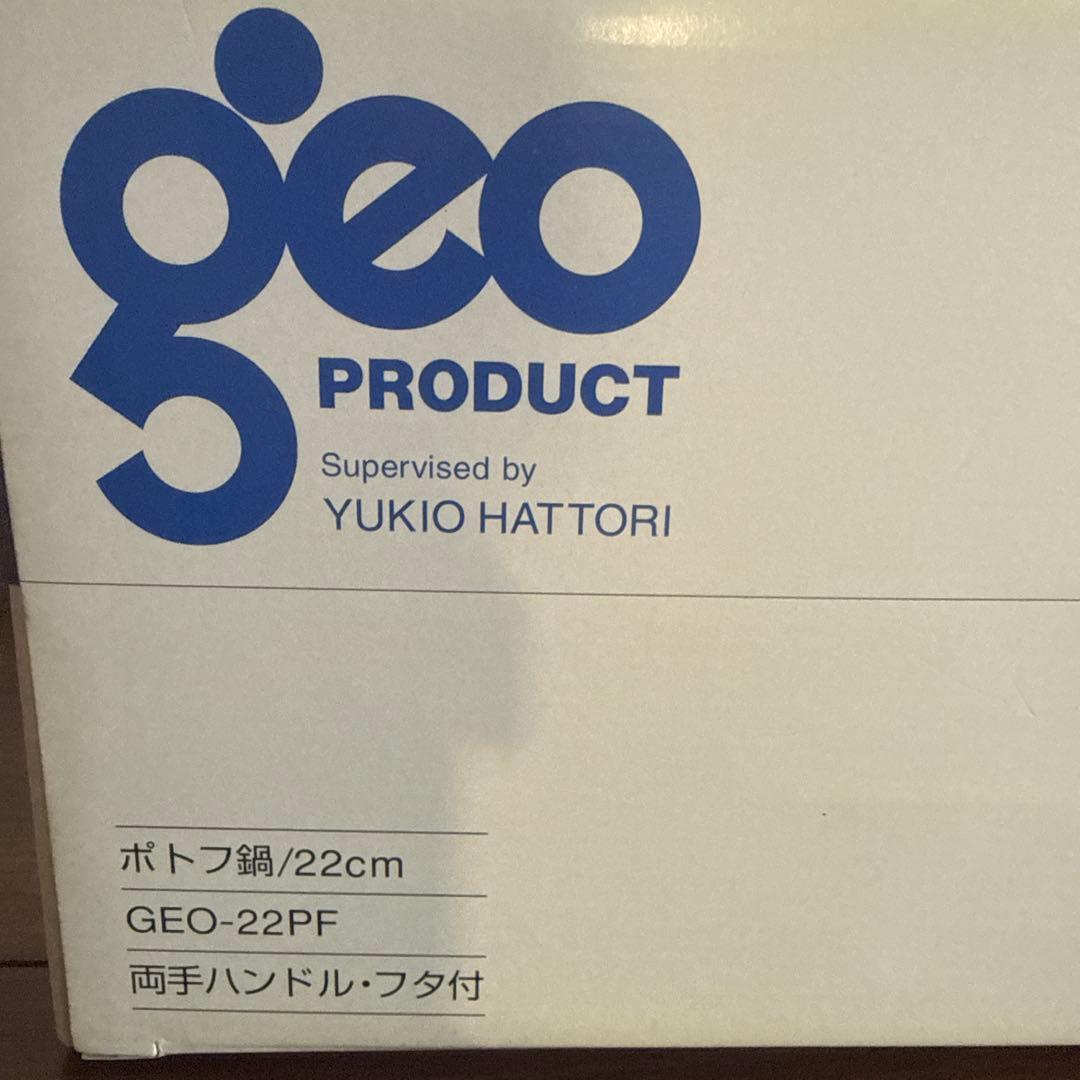 geo
PRODUCT
Supervised by
YUKIO HATTORI
ポトフ鍋/22cm
GEO-22PF
両手ハンドル・フタ付